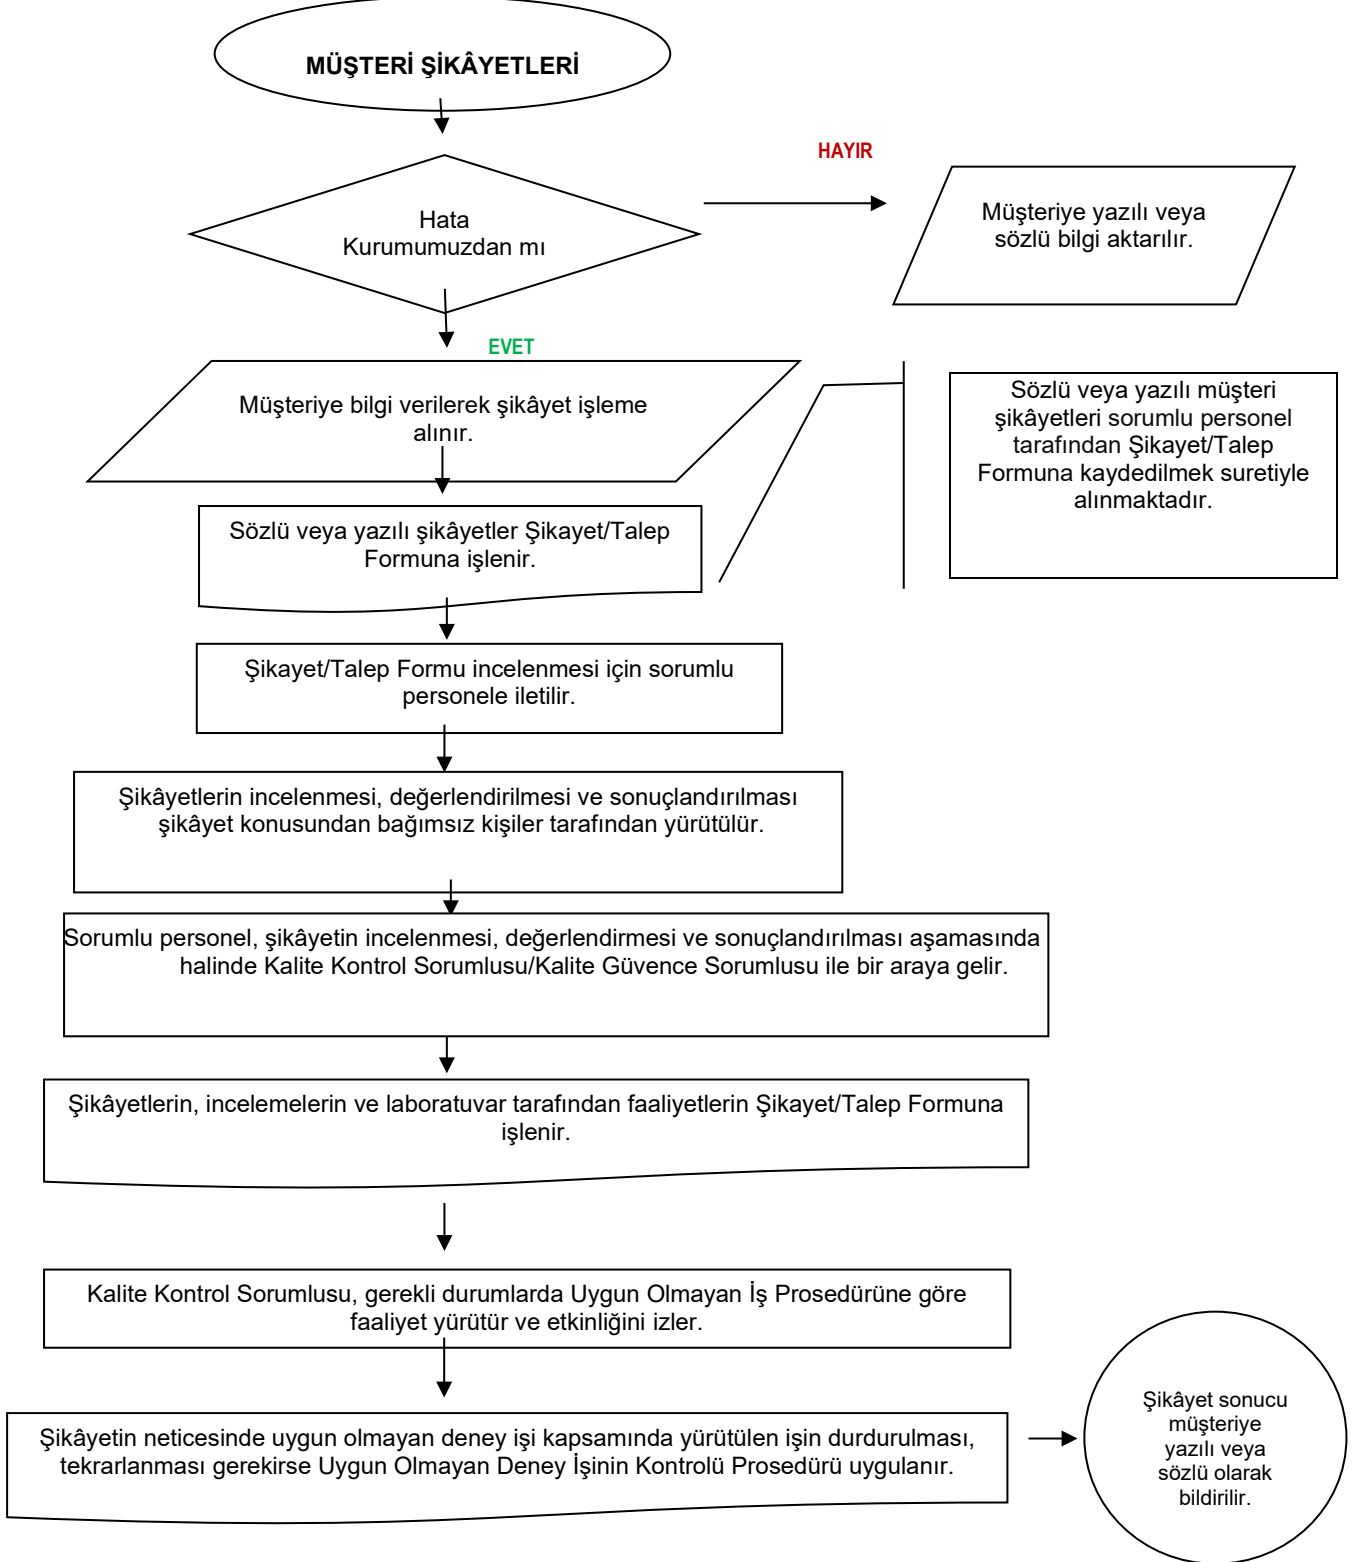 MÜŞTERİ ŞİKÂYETLERİ
HAYIR
Hata
Kurumumuzdan mı
Müşteriye yazılı veya
sözlü bilgi aktarılır.
EVET
Müşteriye bilgi verilerek şikâyet işleme
alınır.
Sözlü veya yazılı müşteri
şikâyetleri sorumlu personel
tarafından Şikayet/Talep
Formuna kaydedilmek suretiyle
alınmaktadır.
Sözlü veya yazılı şikâyetler Şikayet/Talep
Formuna işlenir.
Şikayet/Talep Formu incelenmesi için sorumlu
personele iletilir.
Şikâyetlerin incelenmesi, değerlendirilmesi ve sonuçlandırılması
şikâyet konusundan bağımsız kişiler tarafından yürütülür.
Sorumlu personel, şikâyetin incelenmesi, değerlendirmesi ve sonuçlandırılması aşamasında
halinde Kalite Kontrol Sorumlusu/Kalite Güvence Sorumlusu ile bir araya gelir.
Şikâyetlerin, incelemelerin ve laboratuvar tarafından faaliyetlerin Şikayet/Talep Formuna
işlenir.
Kalite Kontrol Sorumlusu, gerekli durumlarda Uygun Olmayan İş Prosedürüne göre
faaliyet yürütür ve etkinliğini izler.
Şikâyetin neticesinde uygun olmayan deney işi kapsamında yürütülen işin durdurulması,
tekrarlanması gerekirse Uygun Olmayan Deney İşinin Kontrolü Prosedürü uygulanır.
Şikâyet sonucu
müşteriye
yazılı veya
sözlü olarak
bildirilir.